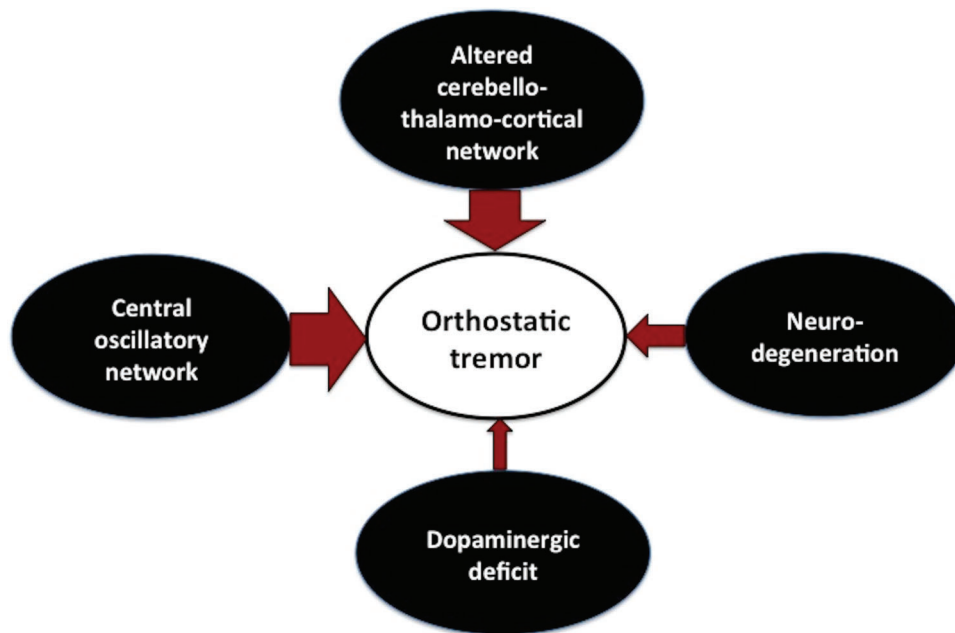 Altered
cerebello-
thalamo-cortical
network
Central
oscillatory
network
Orthostatic
tremor
Neuro-
degeneration
Dopaminergic
deficit